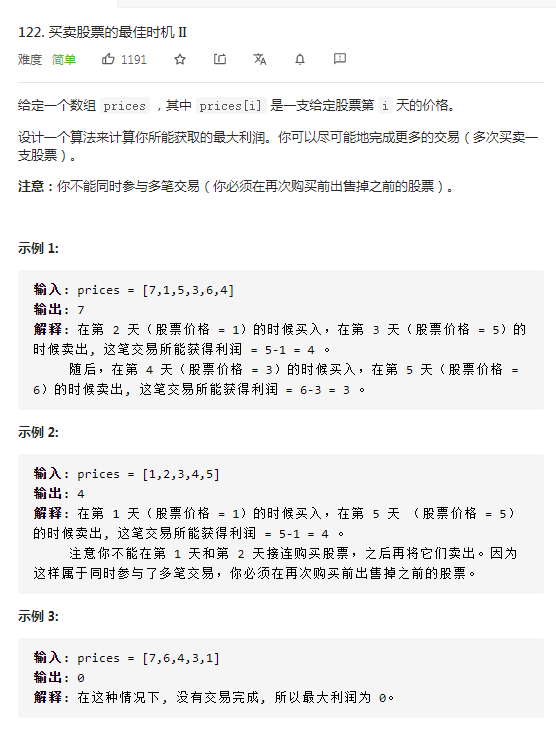 122. 买卖股票的最佳时机 II
难度 简单 1191
给定一个数组 prices ，其中 prices[i] 是一支给定股票第 i 天的价格。
设计一个算法来计算你所能获取的最大利润。你可以尽可能地完成更多的交易（多次买卖一
支股票）。
注意：你不能同时参与多笔交易（你必须在再次购买前出售掉之前的股票）。
示例 1:
输入: prices = [7,1,5,3,6,4]
输出: 7
解释: 在第 2 天（股票价格 = 1）的时候买入，在第 3 天（股票价格 = 5）的
时候卖出, 这笔交易所能获得利润 = 5-1 = 4 。
随后，在第 4 天（股票价格 = 3）的时候买入，在第 5 天（股票价格 =
6）的时候卖出, 这笔交易所能获得利润 = 6-3 = 3 。
示例 2:
输入: prices = [1,2,3,4,5]
输出: 4
解释: 在第 1 天（股票价格 = 1）的时候买入，在第 5 天 （股票价格 = 5）
的时候卖出, 这笔交易所能获得利润 = 5-1 = 4 。
注意你不能在第 1 天和第 2 天接连购买股票，之后再将它们卖出。因为
这样属于同时参与了多笔交易，你必须在再次购买前出售掉之前的股票。
示例 3:
输入: prices = [7,6,4,3,1]
输出: 0
解释: 在这种情况下, 没有交易完成, 所以最大利润为 0。